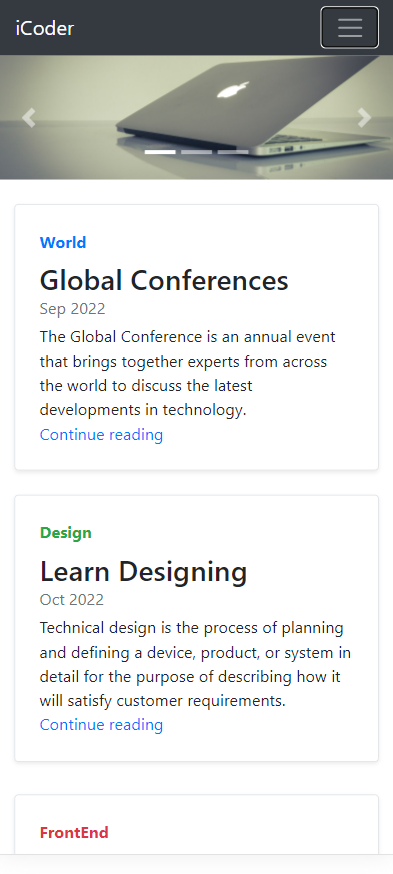 iCoder
World
Global Conferences
Sep 2022
The Global Conference is an annual event
that brings together experts from across
the world to discuss the latest
developments in technology.
Continue reading
Design
Learn Designing
Oct 2022
Technical design is the process of planning
and defining a device, product, or system in
detail for the purpose of describing how it
will satisfy customer requirements.
Continue reading
FrontEnd